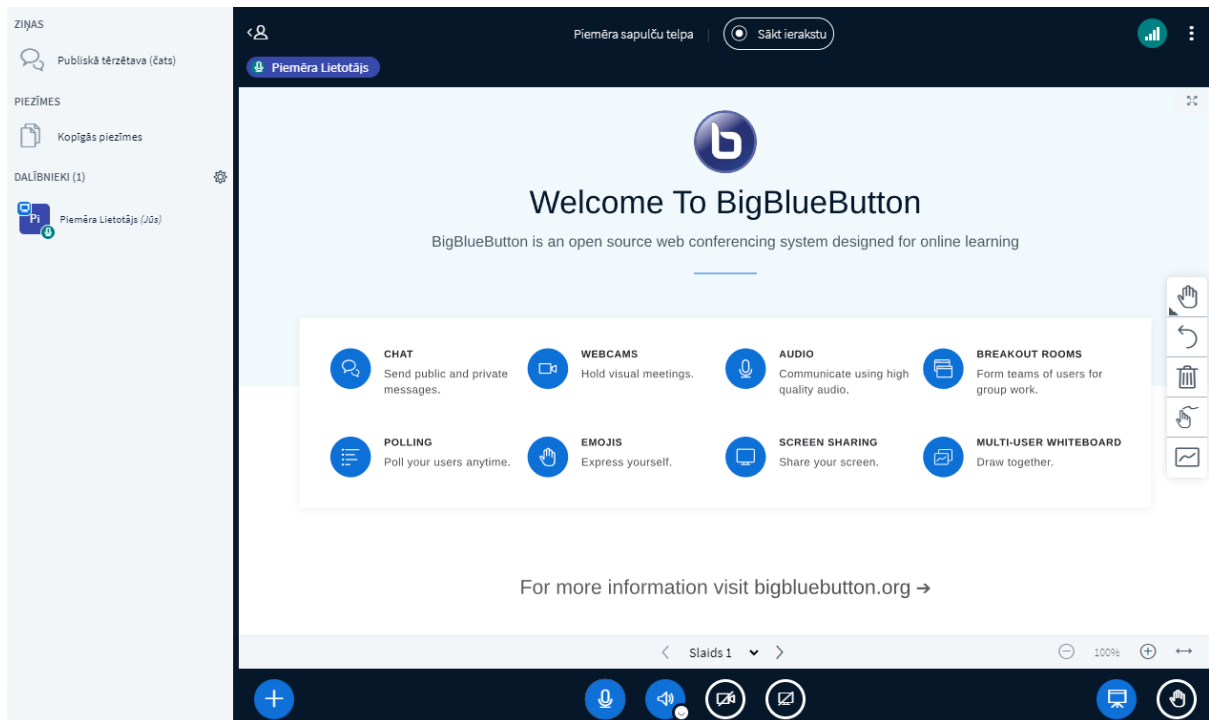 ZIŅAS
Publiskā tērzētava (čats)
PIEZĪMES
Kopīgās piezīmes
DALĪBNIEKI (1)
Pi
Piemēra Lietotājs (Jūs)
Piemēra sapulču telpa
Sākt ierakstu
Piemēra Lietotājs
Welcome To BigBlueButton
BigBlueButton is an open source web conferencing system designed for online learning
CHAT
Send public and private
messages.
WEBCAMS
Hold visual meetings.
AUDIO
Communicate using high
quality audio.
BREAKOUT ROOMS
Form teams of users for
group work.
POLLING
Poll your users anytime.
EMOJIS
Express yourself.
SCREEN SHARING
Share your screen.
MULTI-USER WHITEBOARD
Draw together.
For more information visit bigbluebutton.org ➔
Slaids 1
100%